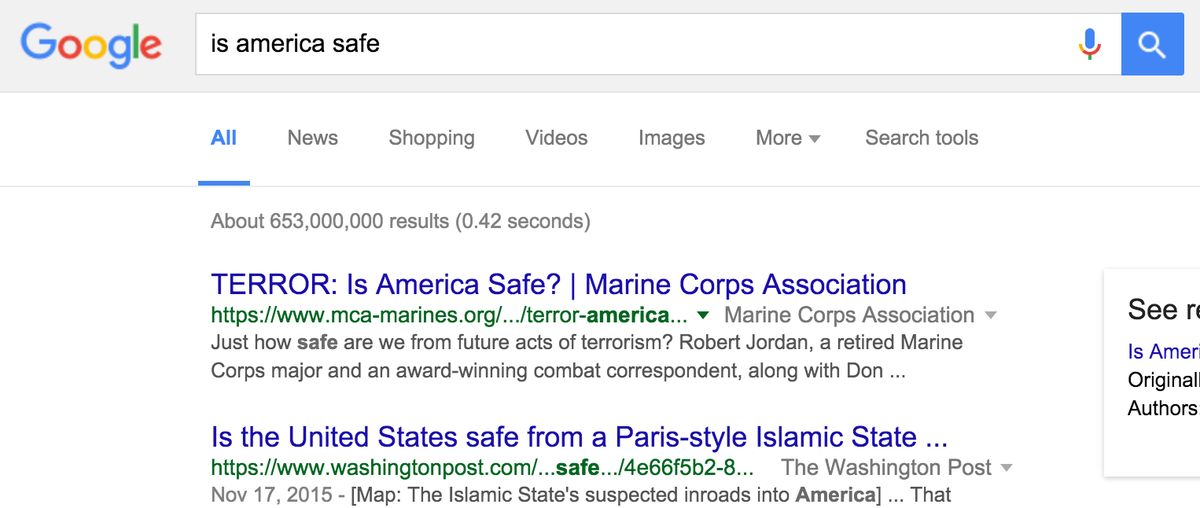 Google
is america safe
All News Shopping Videos Images More Search tools
About 653,000,000 results (0.42 seconds)
TERROR: Is America Safe? | Marine Corps Association
https://www.mca-marines.org/.../terror-america... Marine Corps Association
Just how safe are we from future acts of terrorism? Robert Jordan, a retired Marine
Corps major and an award-winning combat correspondent, along with Don ...
Is the United States safe from a Paris-style Islamic State ...
https://www.washingtonpost.com/...safe.../4e66f5b2-8... The Washington Post
Nov 17, 2015 - [Map: The Islamic State's suspected inroads into America] ... That
See re
Is Ameri
Originall
Authors